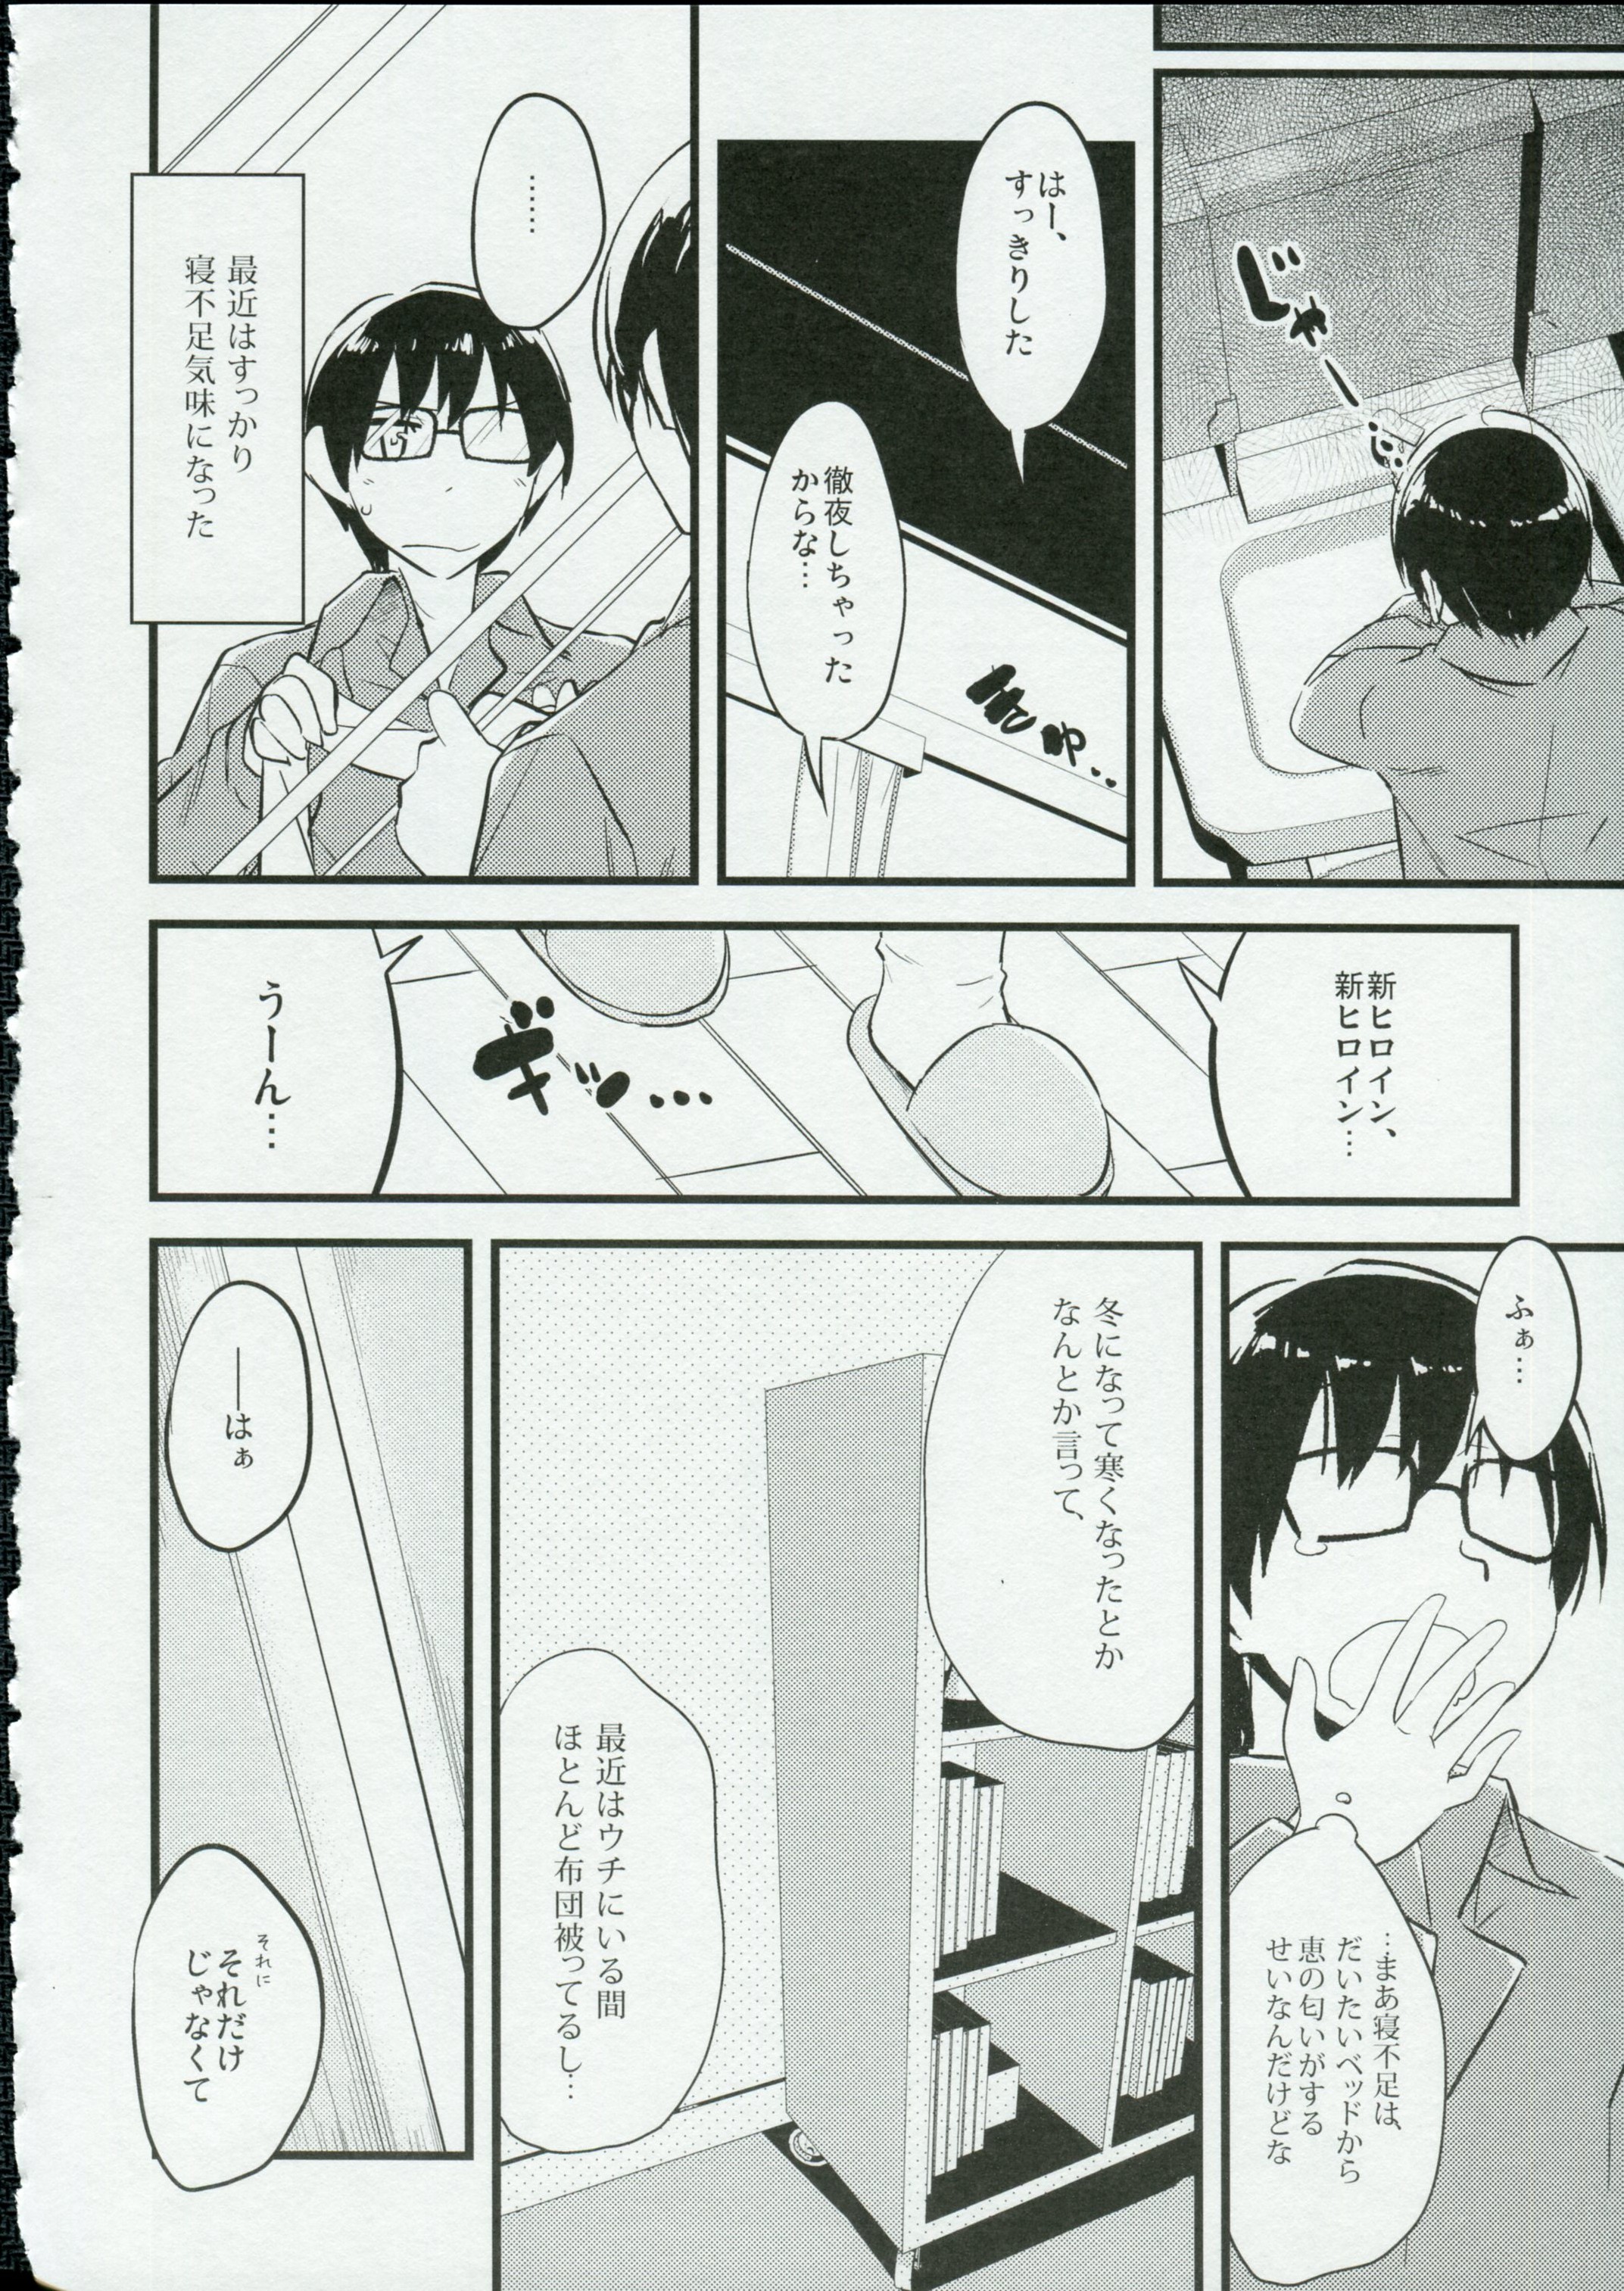 じゃーっ
はー、
すっきりした
徹夜しちゃった
からな…
……
最近はすっかり
寝不足気味になった
新ヒロイン、
新ヒロイン…
ギッ…
うーん…
ふぁ…
…まあ寝不足は、
だいたいベッドから
恵の匂いがする
せいなんだけどな
冬になって寒くなったとか
なんとか言って、
最近はウチにいる間
ほとんど布団被ってるし…
――はぁ
それに
それだけ
じゃなくて